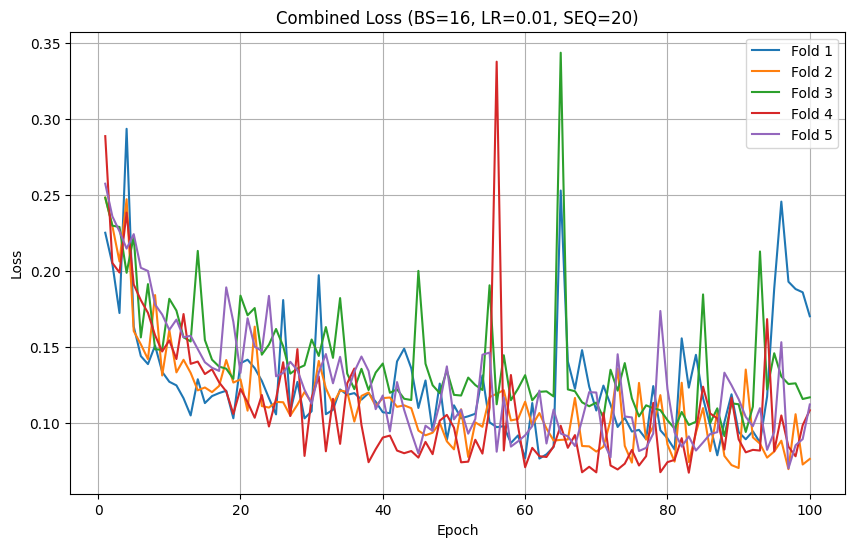 Combined Loss (BS=16, LR=0.01, SEQ=20)
Loss
0.35
0.30
0.25
0.20
0.15
0.10
Fold 1
Fold 2
Fold 3
Fold 4
Fold 5
0 20 40 60 80 100
Epoch